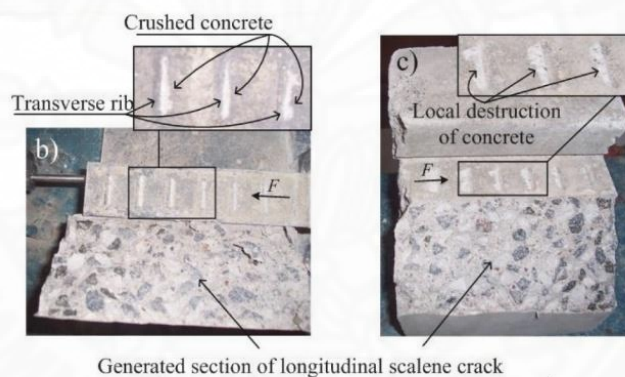 Crushed concrete
Transverse rib
b)
F
c)
Local destruction
of concrete
F
Generated section of longitudinal scalene crack